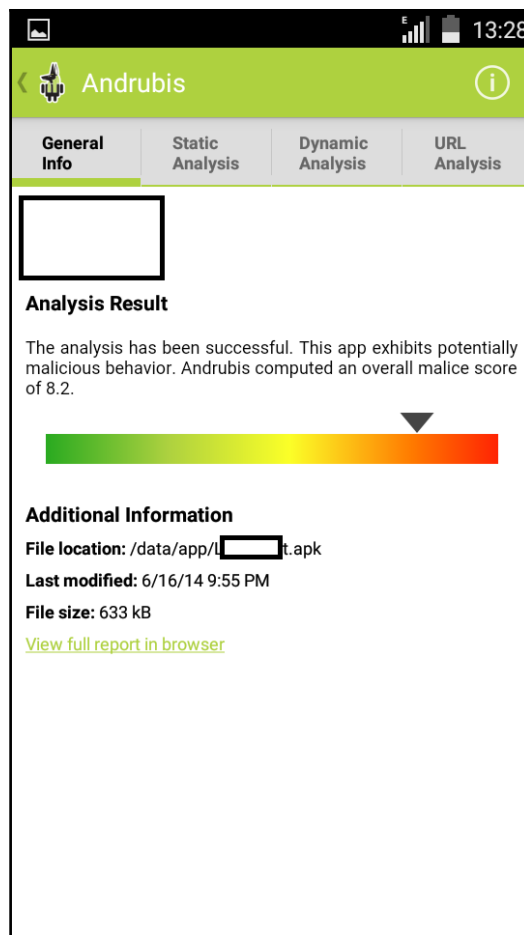 E
13:28
Andrubis
General Info
Static Analysis
Dynamic Analysis
URL Analysis
Analysis Result
The analysis has been successful. This app exhibits potentially
malicious behavior. Andrubis computed an overall malice score
of 8.2.
Additional Information
File location: /data/app/L t.apk
Last modified: 6/16/14 9:55 PM
File size: 633 kB
View full report in browser